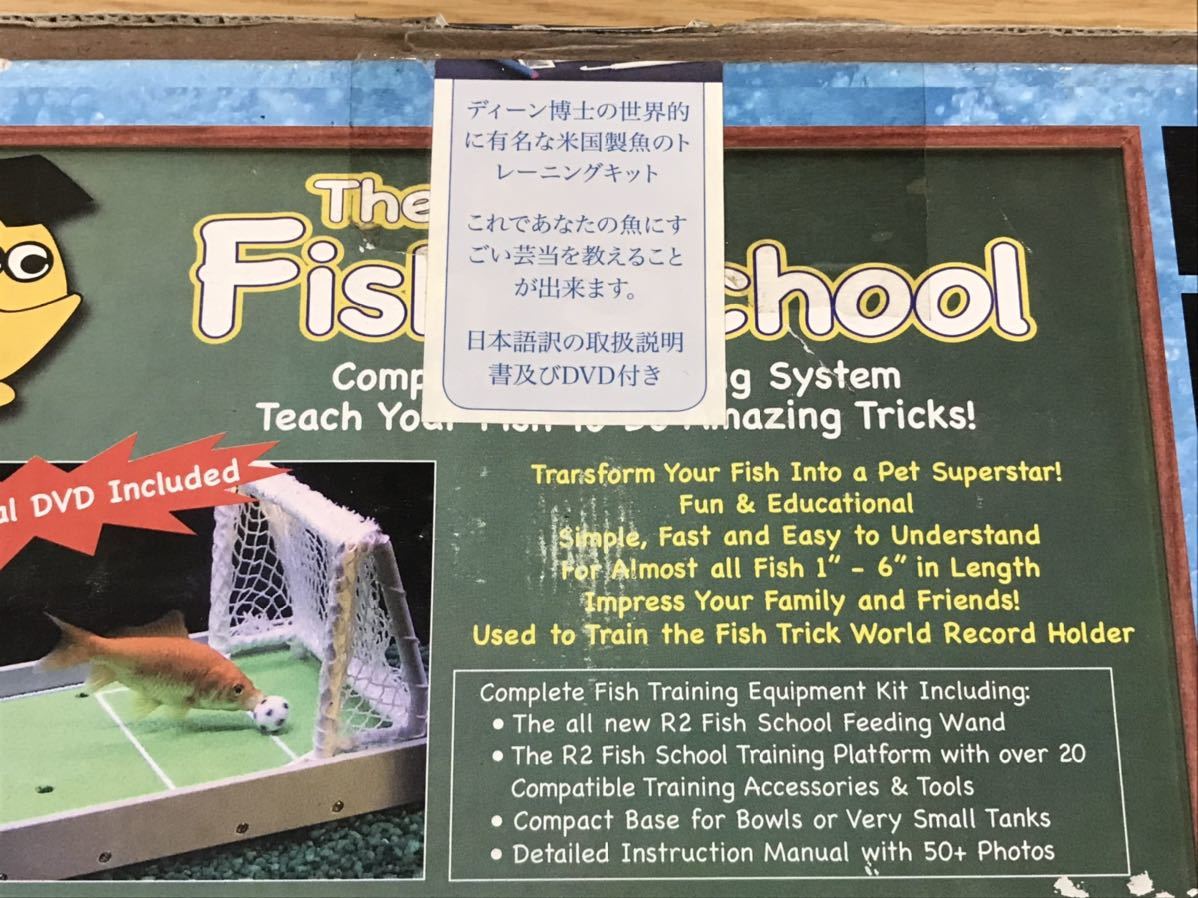 ディーン博士の世界的
に有名な米国製魚のト
レーニングキット
これであなたの魚にす
ごい芸当を教えること
が出来ます。
日本語訳の取扱説明
書及びDVD付き
The
Fis chool
Comp g System
Teach You Fish To Do Amazing Tricks!
al DVD Included
Transform Your Fish Into a Pet Superstar!
Fun & Educational
Simple, Fast and Easy to Understand
For Almost all Fish 1” - 6” in Length
Impress Your Family and Friends!
Used to Train the Fish Trick World Record Holder
Complete Fish Training Equipment Kit Including:
• The all new R2 Fish School Feeding Wand
• The R2 Fish School Training Platform with over 20
Compatible Training Accessories & Tools
• Compact Base for Bowls or Very Small Tanks
• Detailed Instruction Manual with 50+ Photos